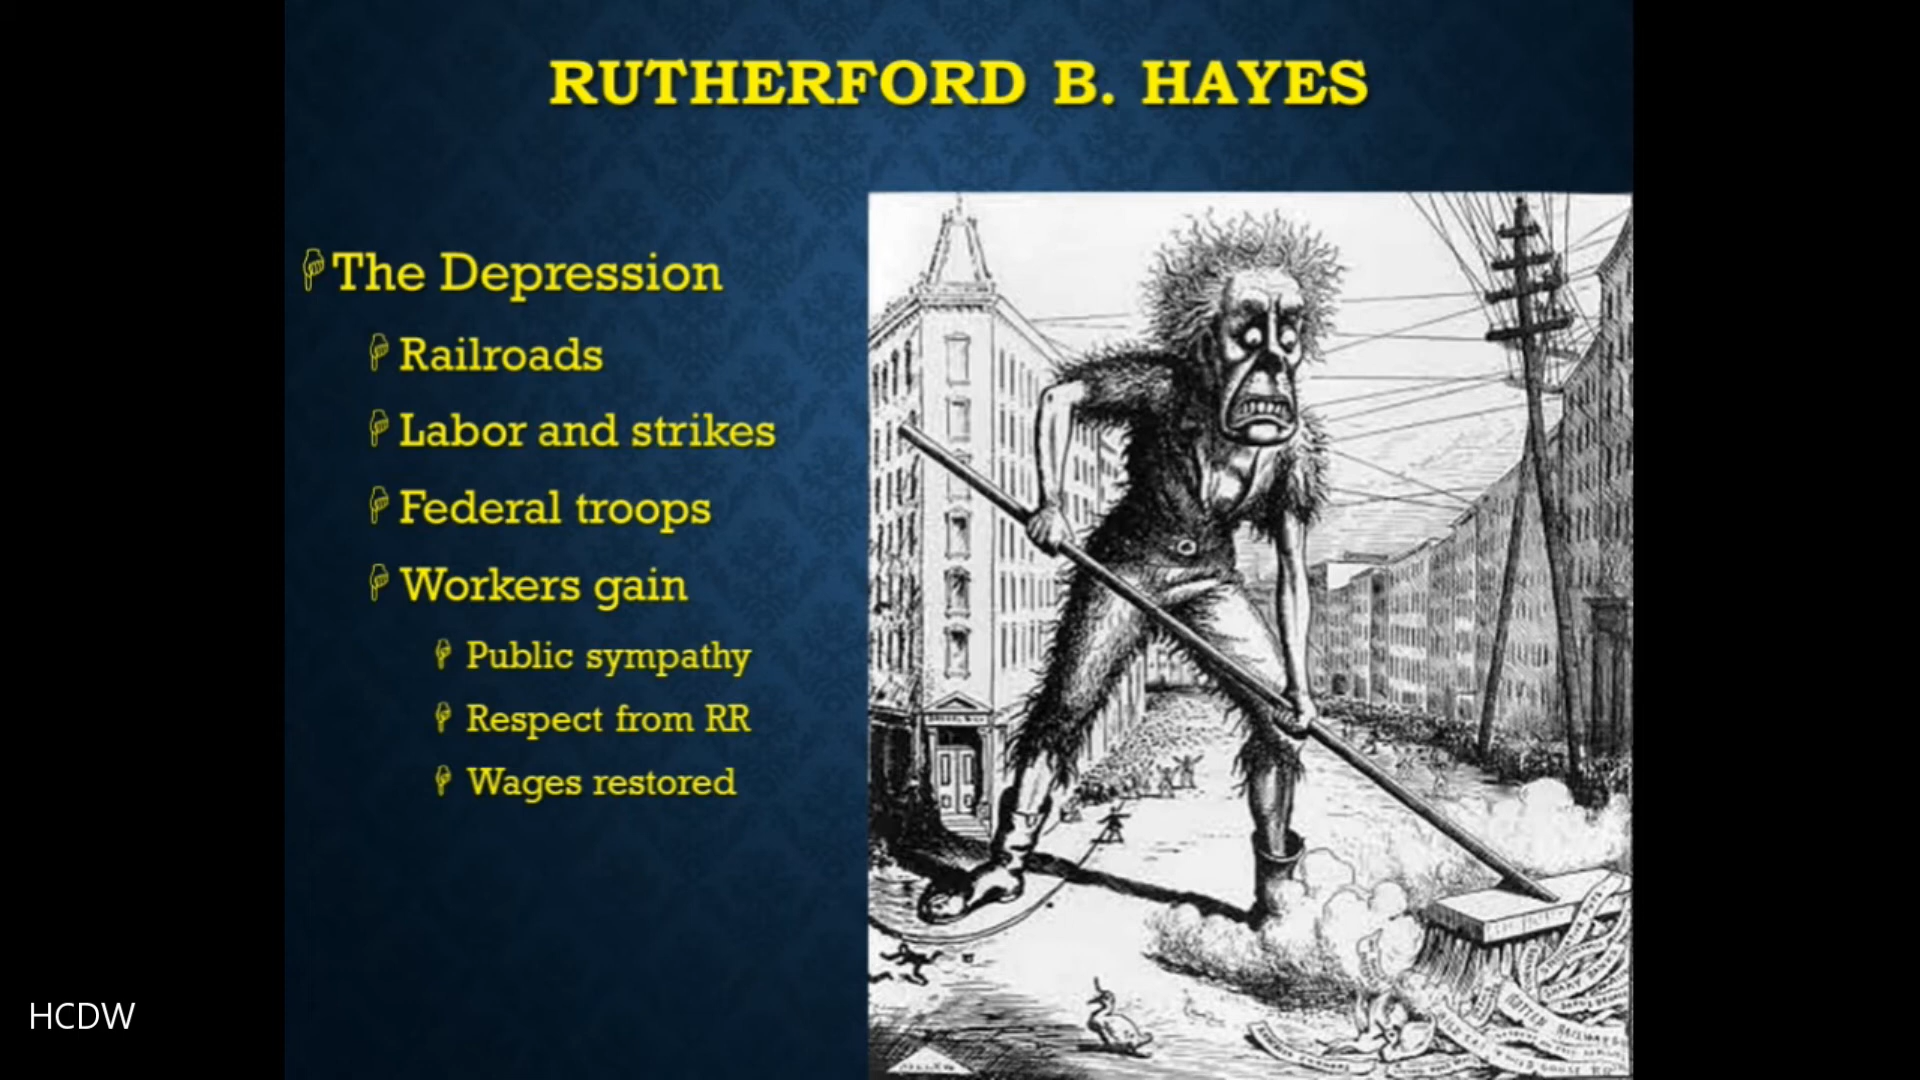 RUTHERFORD B. HAYES
The Depression
Railroads
Labor and strikes
Federal troops
Workers gain
Public sympathy
Respect from RR
Wages restored
HCDW